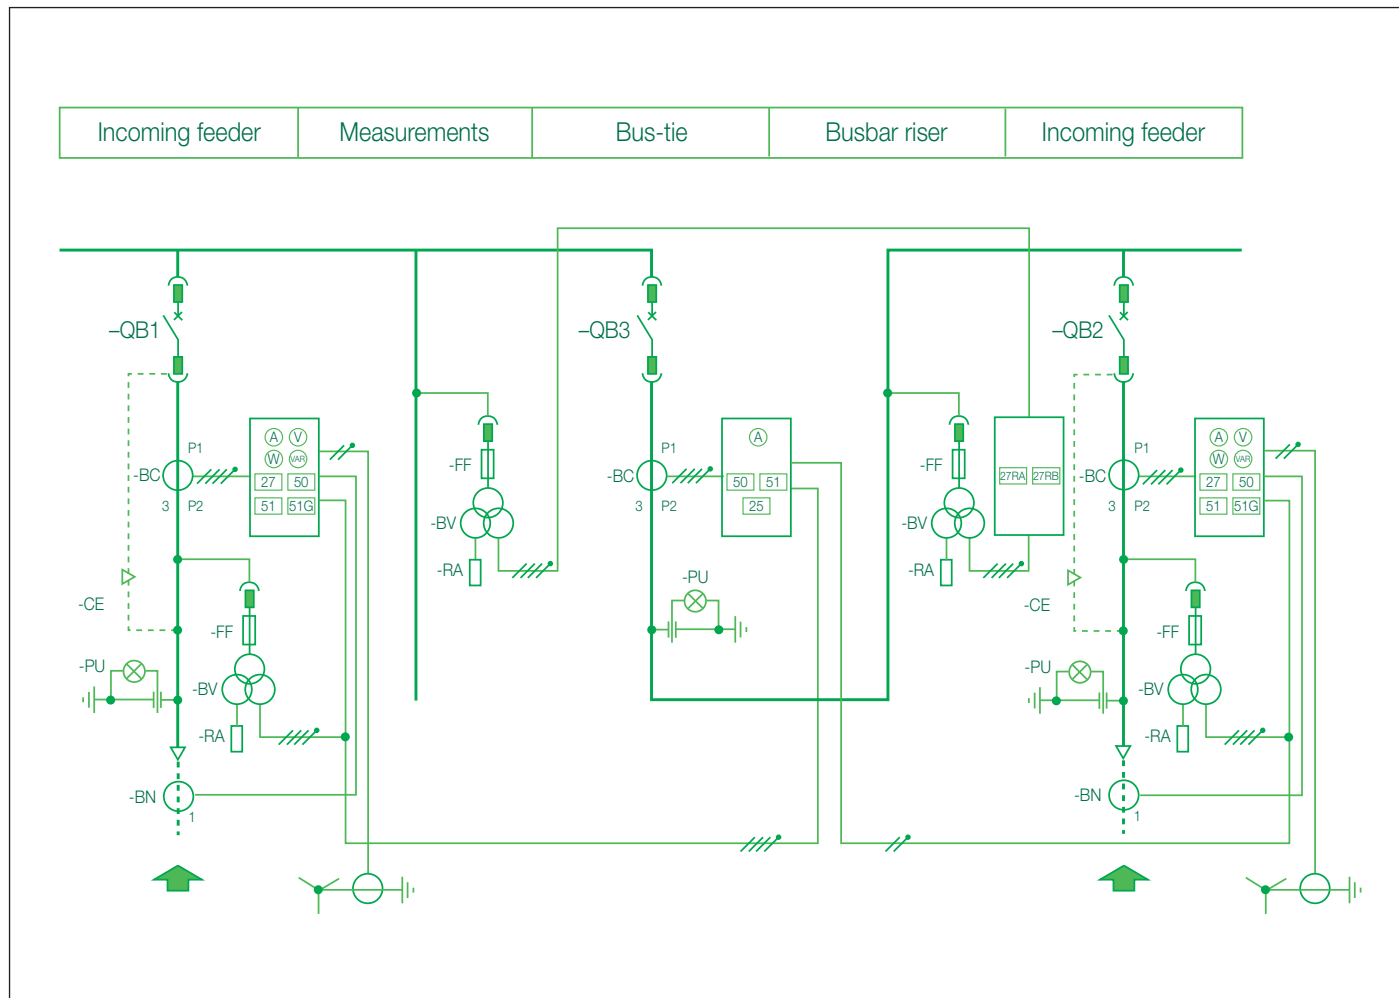 Incoming feeder Measurements Bus-tie Busbar riser Incoming feeder
–QB1 –QB3 –QB2
A V
W VAR
27 50
51 51G
P1
-BC
3 P2
-FF
-BV
-RA
A
50 51
25
P1
-BC
3 P2
-FF
-BV
-RA
27RA 27RB
A V
W VAR
27 50
51 51G
P1
-BC
3 P2
-CE
-FF
-PU
-BV
-RA
-BN
1
-PU
-CE
-FF
-PU
-BV
-RA
-BN
1